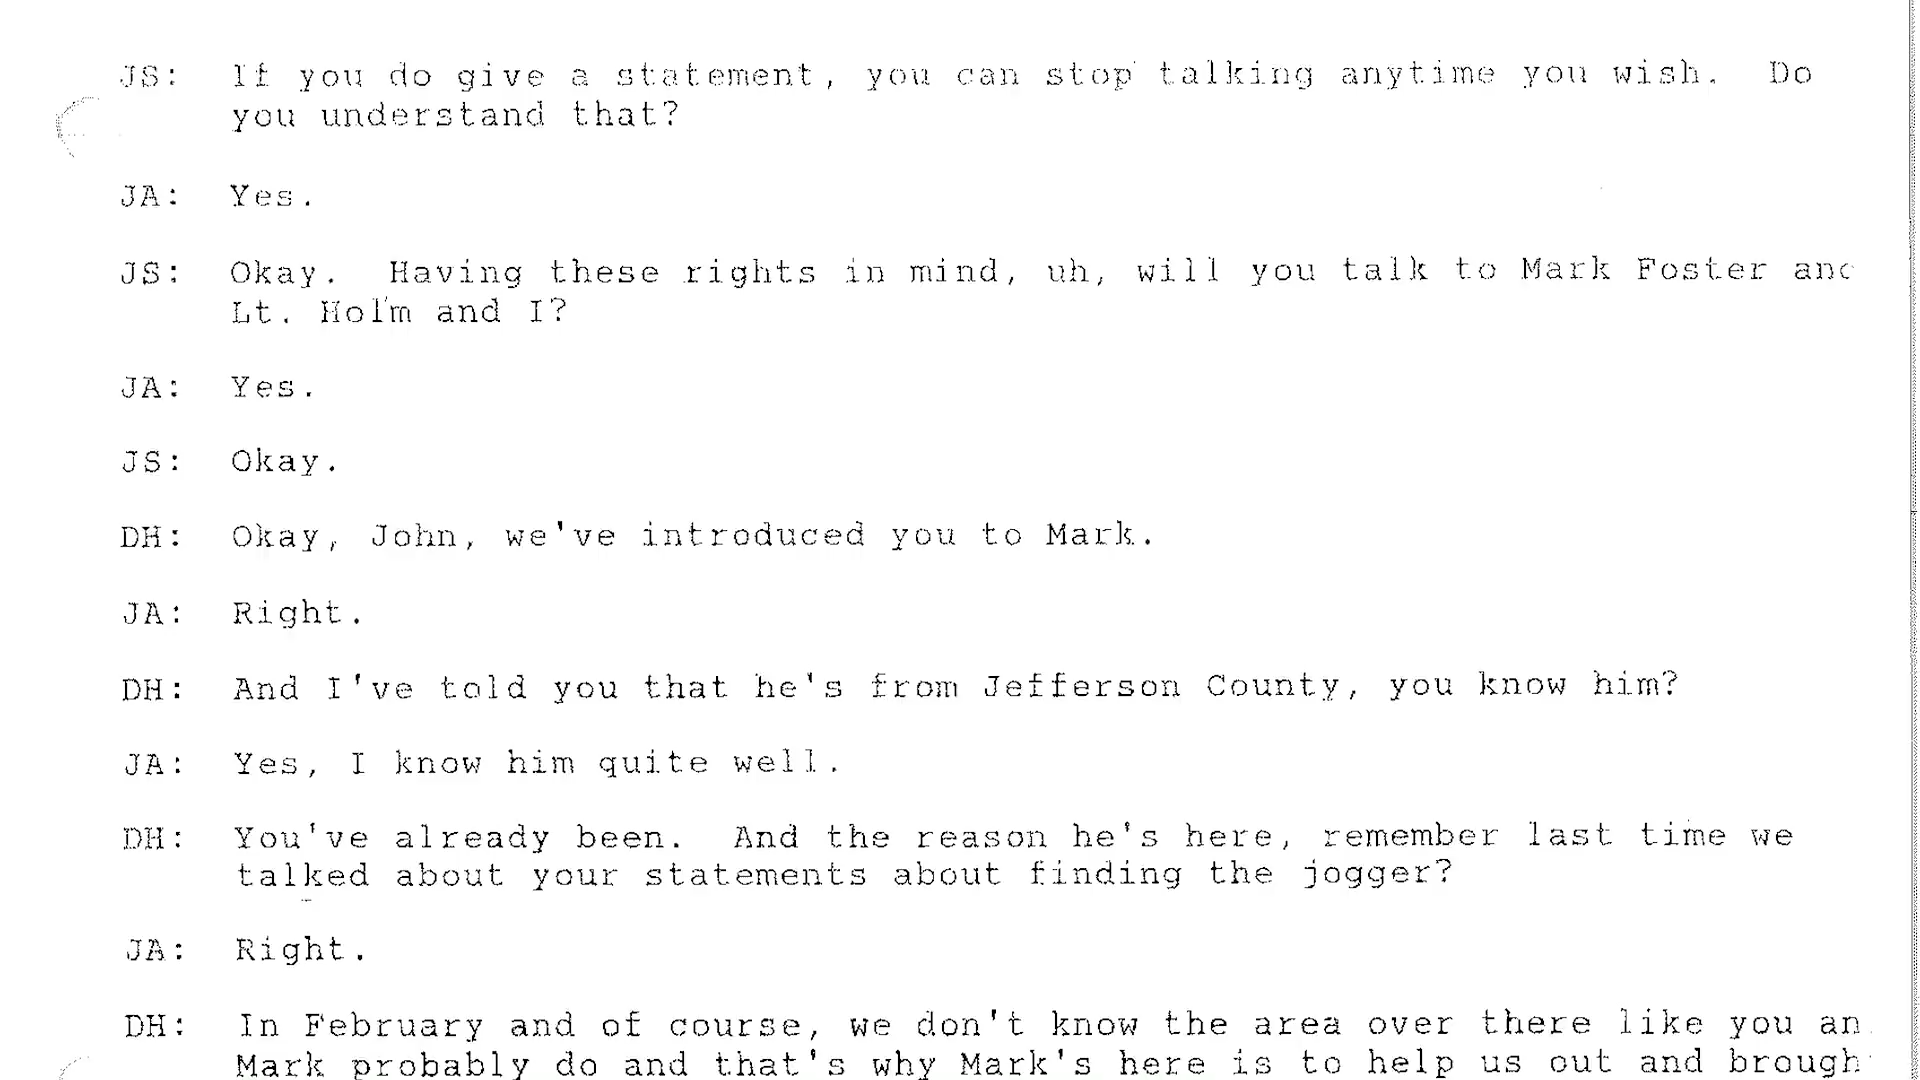 JS: If you do give a statement, you can stop talking anytime you wish. Do
you understand that?
JA: Yes.
JS: Okay. Having these rights in mind, uh, will you talk to Mark Foster and
Lt. Holm and I?
JA: Yes.
JS: Okay.
DH: Okay, John, we've introduced you to Mark.
JA: Right.
DH: And I've told you that he's from Jefferson County, you know him?
JA: Yes, I know him quite well.
DH: You've already been. And the reason he's here, remember last time we
talked about your statements about finding the jogger?
JA: Right.
DH: In February and of course, we don't know the area over there like you an
Mark probably do and that's why Mark's here is to help us out and brough